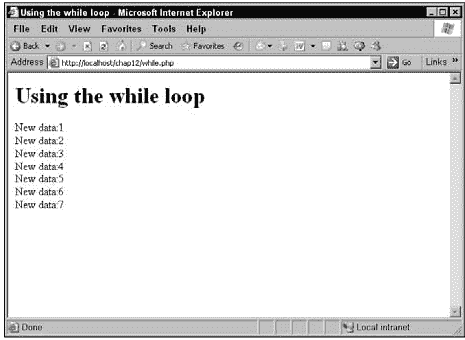 Using the while loop - Microsoft Internet Explorer
File Edit View Favorites Tools Help
Back Search Favorites
Address http://localhost/chap12/while.php Go Links »
Using the while loop
New data:1
New data:2
New data:3
New data:4
New data:5
New data:6
New data:7
Done Local intranet